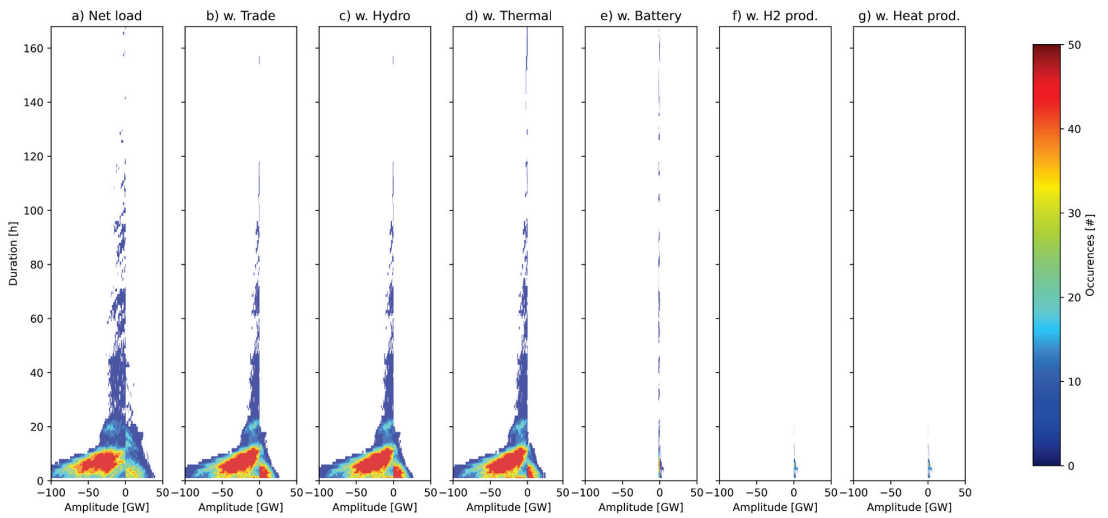 a) Net load
b) w. Trade
c) w. Hydro
d) w. Thermal
e) w. Battery
f) w. H2 prod.
g) w. Heat prod.
160
140
120
100
80
60
40
20
0
Duration [h]
−100 −50 0 50
−100 −50 0 50
−100 −50 0 50
−100 −50 0 50
−100 −50 0 50
−100 −50 0 50
−100 −50 0 50
Amplitude [GW]
Amplitude [GW]
Amplitude [GW]
Amplitude [GW]
Amplitude [GW]
Amplitude [GW]
Amplitude [GW]
50
40
30
20
10
0
Occurences [#]